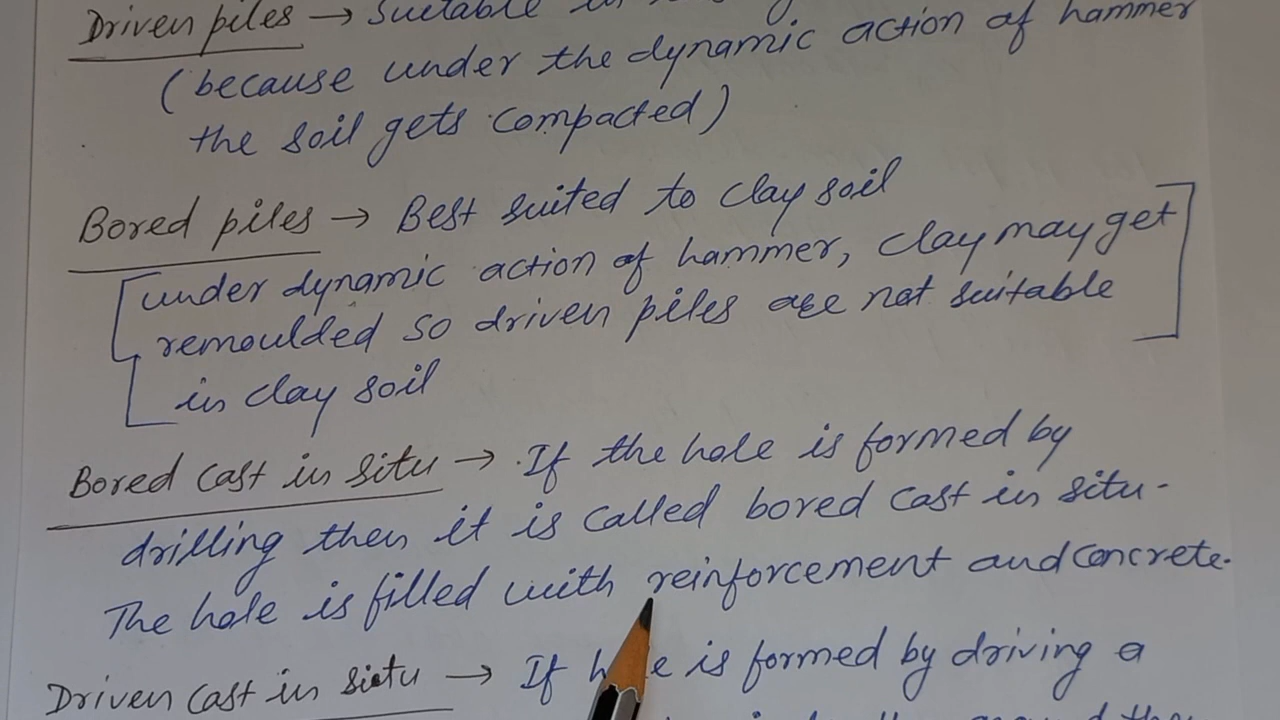 Driven piles → Suitable in
(because under the dynamic action of hammer
the soil gets compacted)
Bored piles → Best suited to clay soil
[under dynamic action of hammer, clay may get
remoulded so driven piles are not suitable]
in clay soil
Bored cast in situ → If the hole is formed by
drilling then it is called bored cast in situ.
The hole is filled with reinforcement and concrete.
Driven cast in situ → If hole is formed by driving a